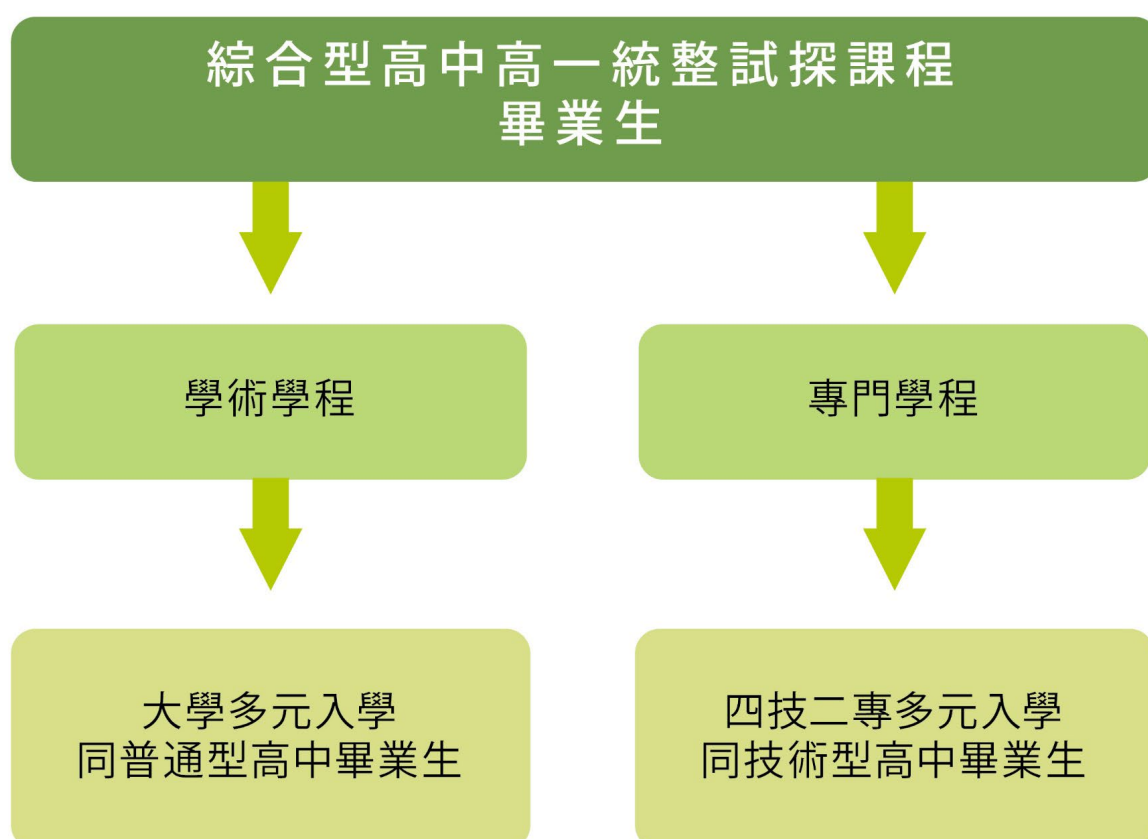 綜合型高中高一統整試探課程
畢業生
學術學程
專門學程
大學多元入學
同普通型高中畢業生
四技二專多元入學
同技術型高中畢業生